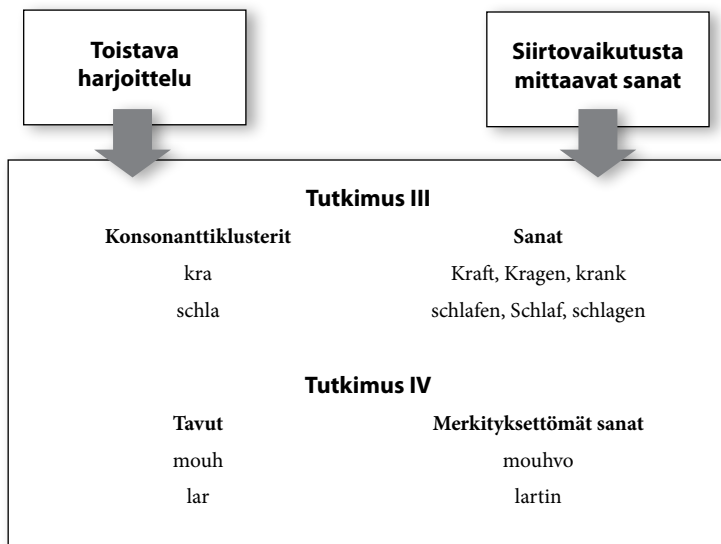 Toistava
harjoittelu
Siirtovaikutusta
mittaavat sanat
Tutkimus III
Konsonanttiklusterit Sanat
kra Kraft, Kragen, krank
schla schlafen, Schlaf, schlagen
Tutkimus IV
Tavut Merkityksettömät sanat
mouh mouhvo
lar lartin